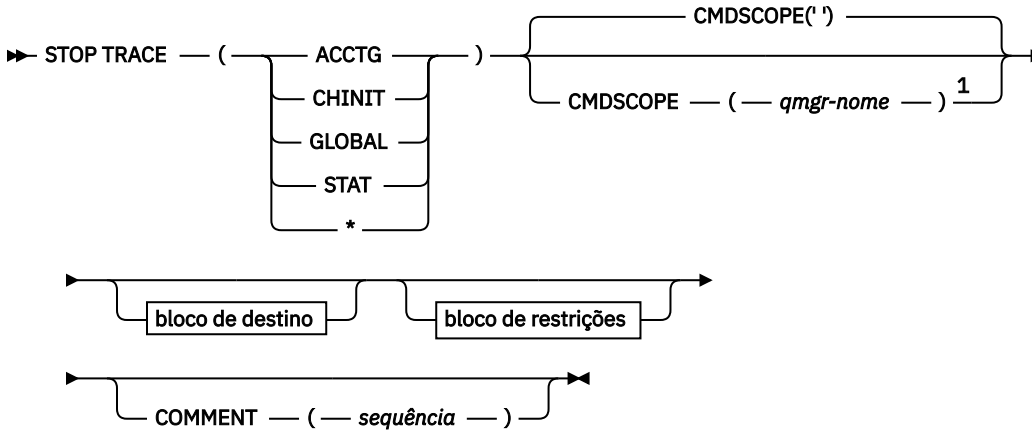 CMDSCOPE(' ')
STOP TRACE ( ACCTG )
CHINIT
GLOBAL
STAT
*
CMDSCOPE ( qmgr-nome ) 1
bloco de destino
bloco de restrições
COMMENT ( sequência )